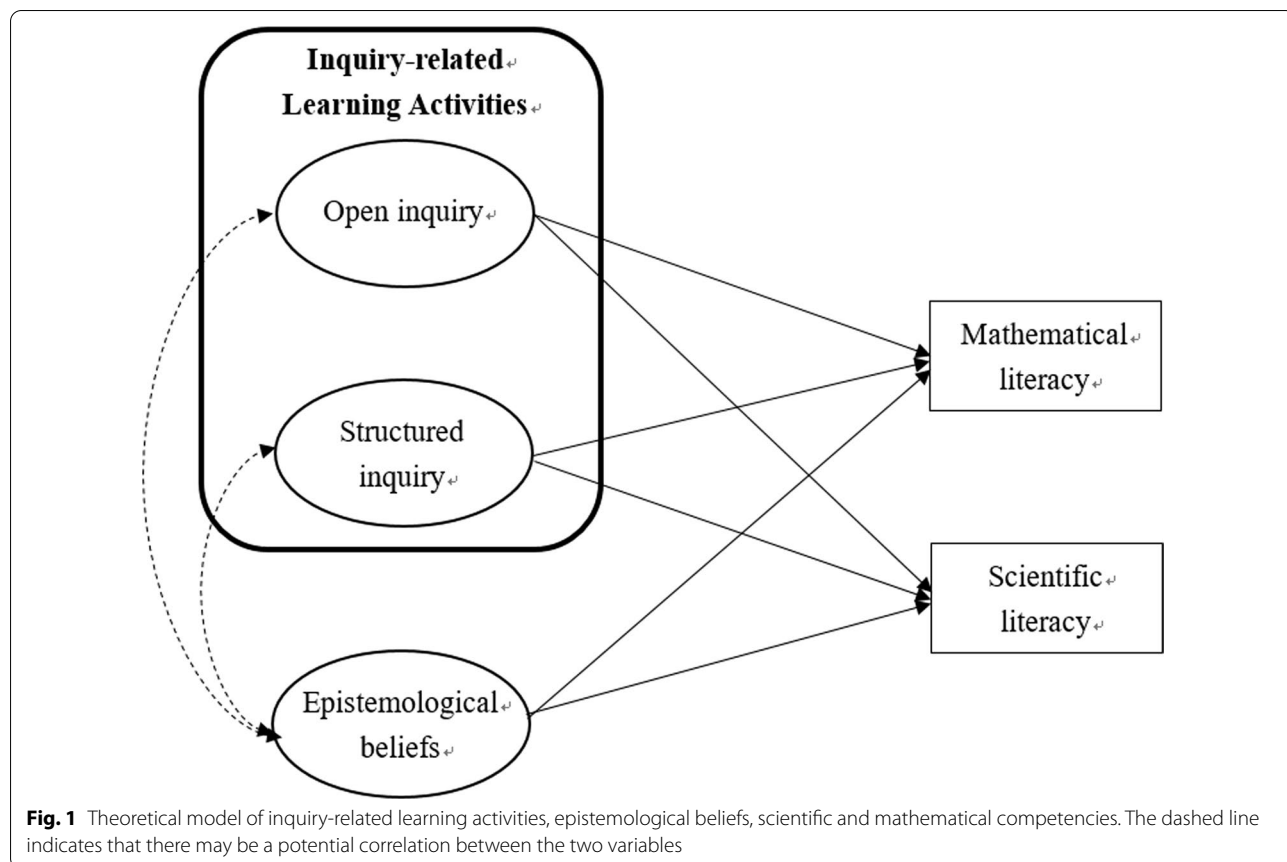 Inquiry-related↵
Learning Activities↵
Open inquiry↵
Structured
inquiry↵
Epistemological↵
beliefs↵
Mathematical↵
literacy↵
Scientific↵
literacy↵
Fig. 1 Theoretical model of inquiry-related learning activities, epistemological beliefs, scientific and mathematical competencies. The dashed line
indicates that there may be a potential correlation between the two variables